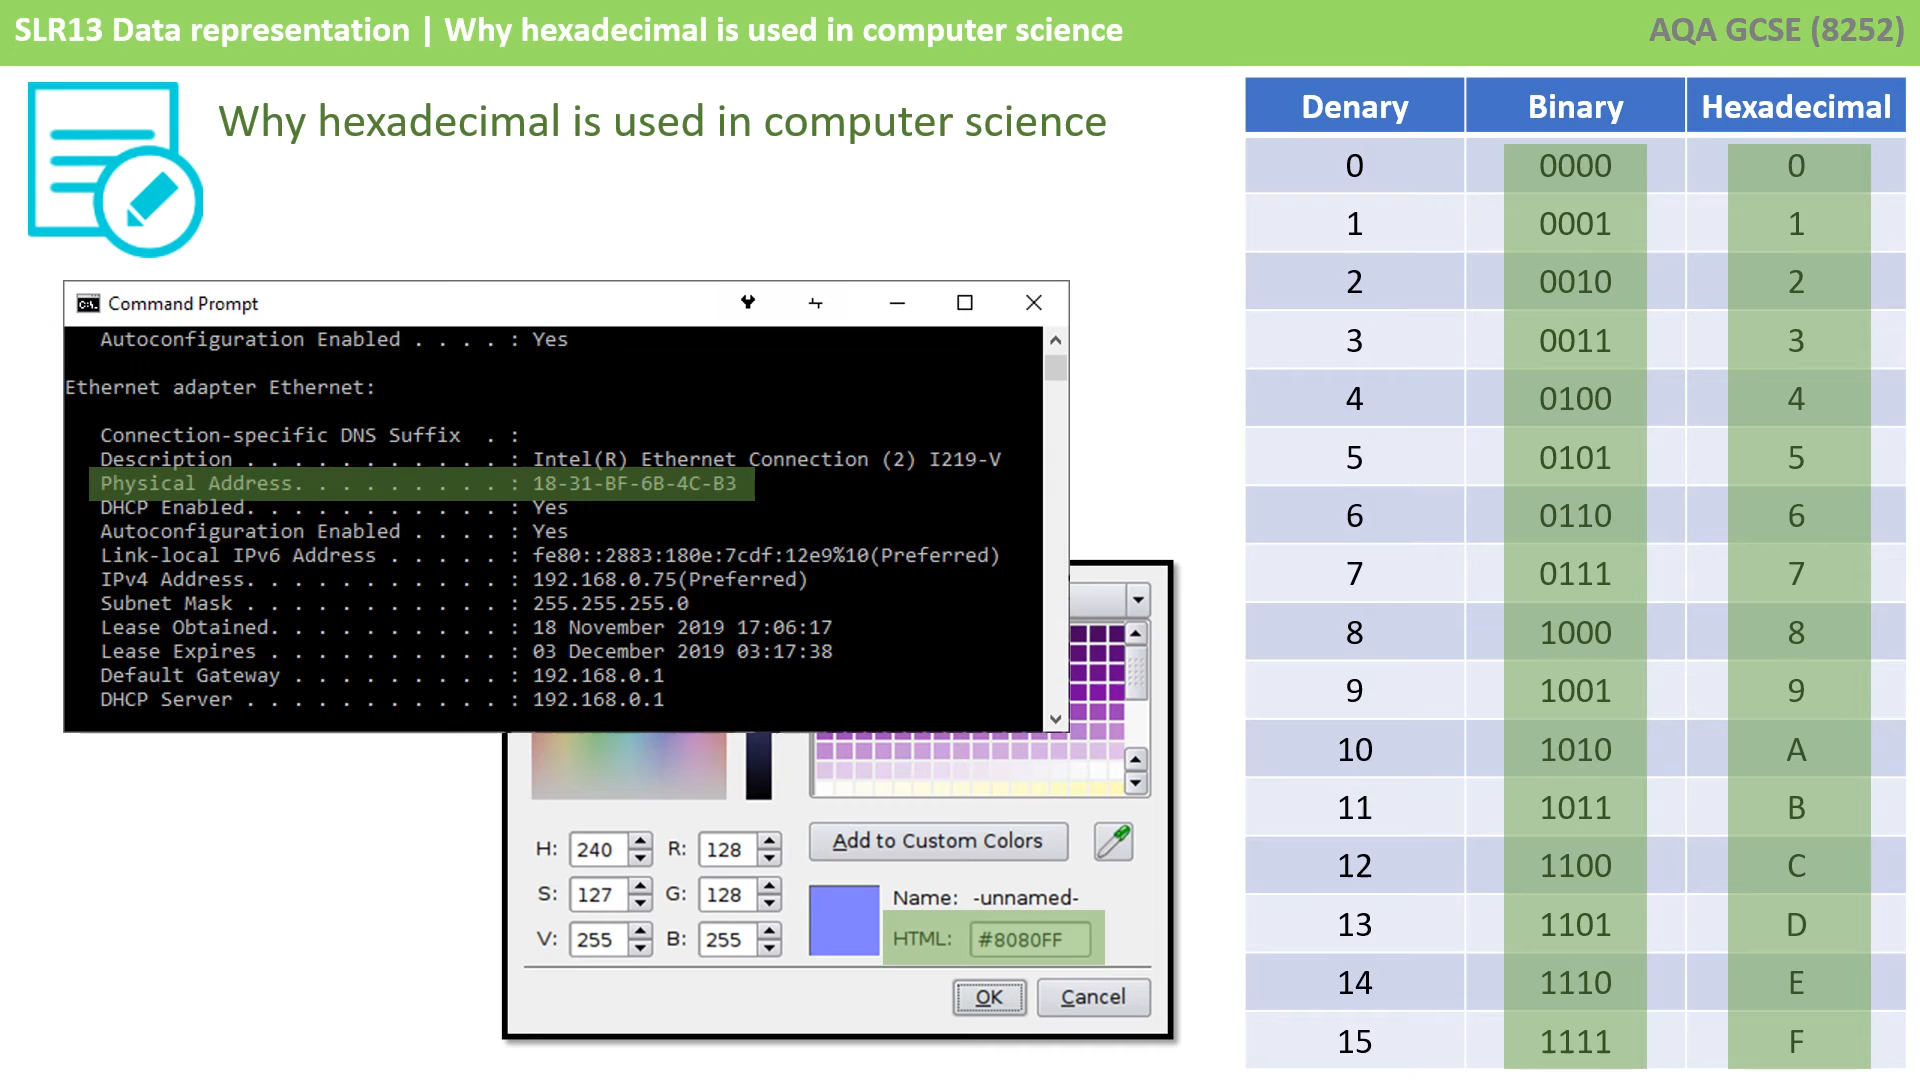 SLR13 Data representation | Why hexadecimal is used in computer science
AQA GCSE (8252)
Why hexadecimal is used in computer science
C:\.
Command Prompt
Autoconfiguration Enabled . . . . : Yes
Ethernet adapter Ethernet:
Connection-specific DNS Suffix  . :
Description . . . . . . . . . . . : Intel(R) Ethernet Connection (2) I219-V
Physical Address. . . . . . . . . : 18-31-BF-6B-4C-B3
DHCP Enabled. . . . . . . . . . . : Yes
Autoconfiguration Enabled . . . . : Yes
Link-local IPv6 Address . . . . . : fe80::2883:180e:7cdf:12e9%10(Preferred)
IPv4 Address. . . . . . . . . . . : 192.168.0.75(Preferred)
Subnet Mask . . . . . . . . . . . : 255.255.255.0
Lease Obtained. . . . . . . . . . : 18 November 2019 17:06:17
Lease Expires . . . . . . . . . . : 03 December 2019 03:17:38
Default Gateway . . . . . . . . . : 192.168.0.1
DHCP Server . . . . . . . . . . . : 192.168.0.1
H: 240 R: 128 Add to Custom Colors
S: 127 G: 128 Name: -unnamed-
V: 255 B: 255 HTML: #8080FF
OK Cancel
Denary Binary Hexadecimal
0 0000 0
1 0001 1
2 0010 2
3 0011 3
4 0100 4
5 0101 5
6 0110 6
7 0111 7
8 1000 8
9 1001 9
10 1010 A
11 1011 B
12 1100 C
13 1101 D
14 1110 E
15 1111 F